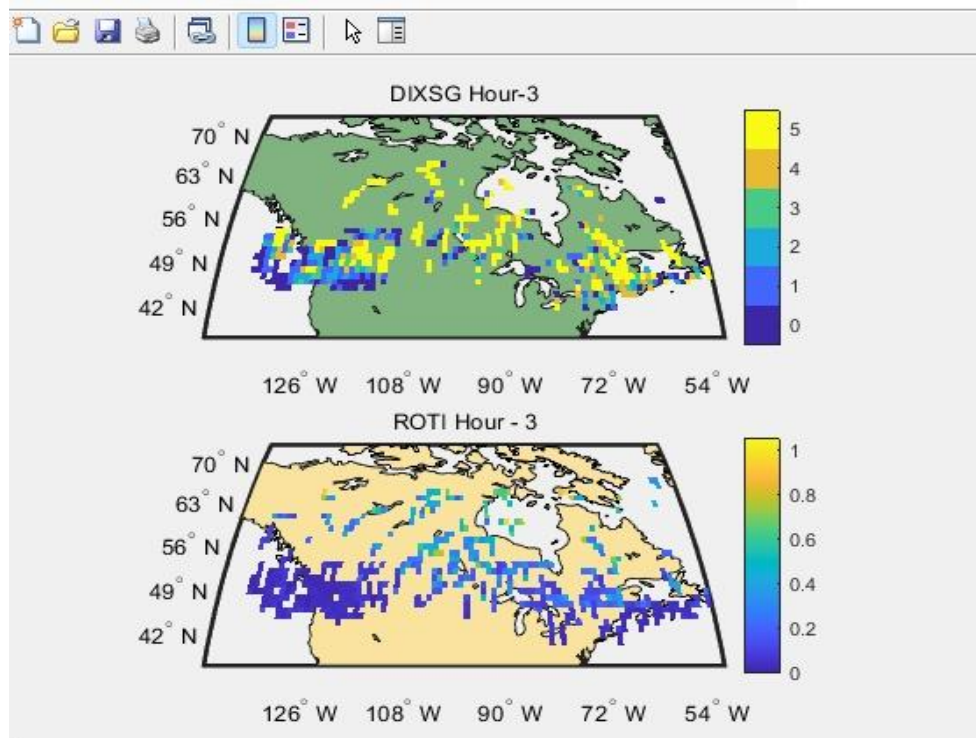 DIXSG Hour-3
70° N
63° N
56° N
49° N
42° N
5
4
3
2
1
0
126° W 108° W 90° W 72° W 54° W
ROTI Hour - 3
70° N
63° N
56° N
49° N
42° N
1
0.8
0.6
0.4
0.2
0
126° W 108° W 90° W 72° W 54° W